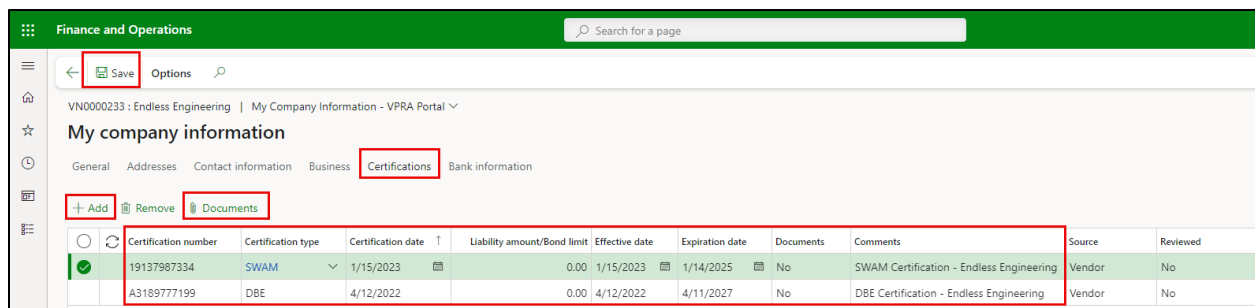 Finance and Operations Search for a page
Save Options
VN0000233 : Endless Engineering | My Company Information - VPRA Portal
My company information
General Addresses Contact information Business Certifications Bank information
+ Add Remove Documents
Certification number Certification type Certification date ↑ Liability amount/Bond limit Effective date Expiration date Documents Comments Source Reviewed
19137987334 SWAM 1/15/2023 0.00 1/15/2023 1/14/2025 No SWAM Certification - Endless Engineering Vendor No
A3189777199 DBE 4/12/2022 0.00 4/12/2022 4/11/2027 No DBE Certification - Endless Engineering Vendor No